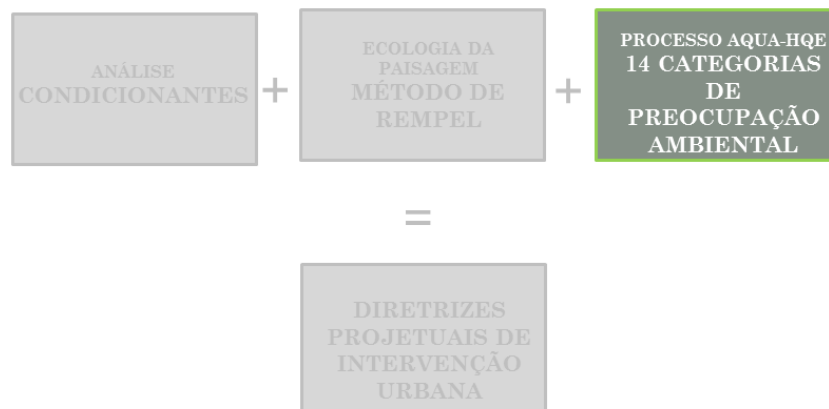 ANÁLISE
CONDICIONANTES
+
ECOLOGIA DA
PAISAGEM
MÉTODO DE
REMPEL
+
PROCESSO AQUA-HQE
14 CATEGORIAS
DE
PREOCUPAÇÃO
AMBIENTAL
=
DIRETRIZES
PROJETUAIS DE
INTERVENÇÃO
URBANA